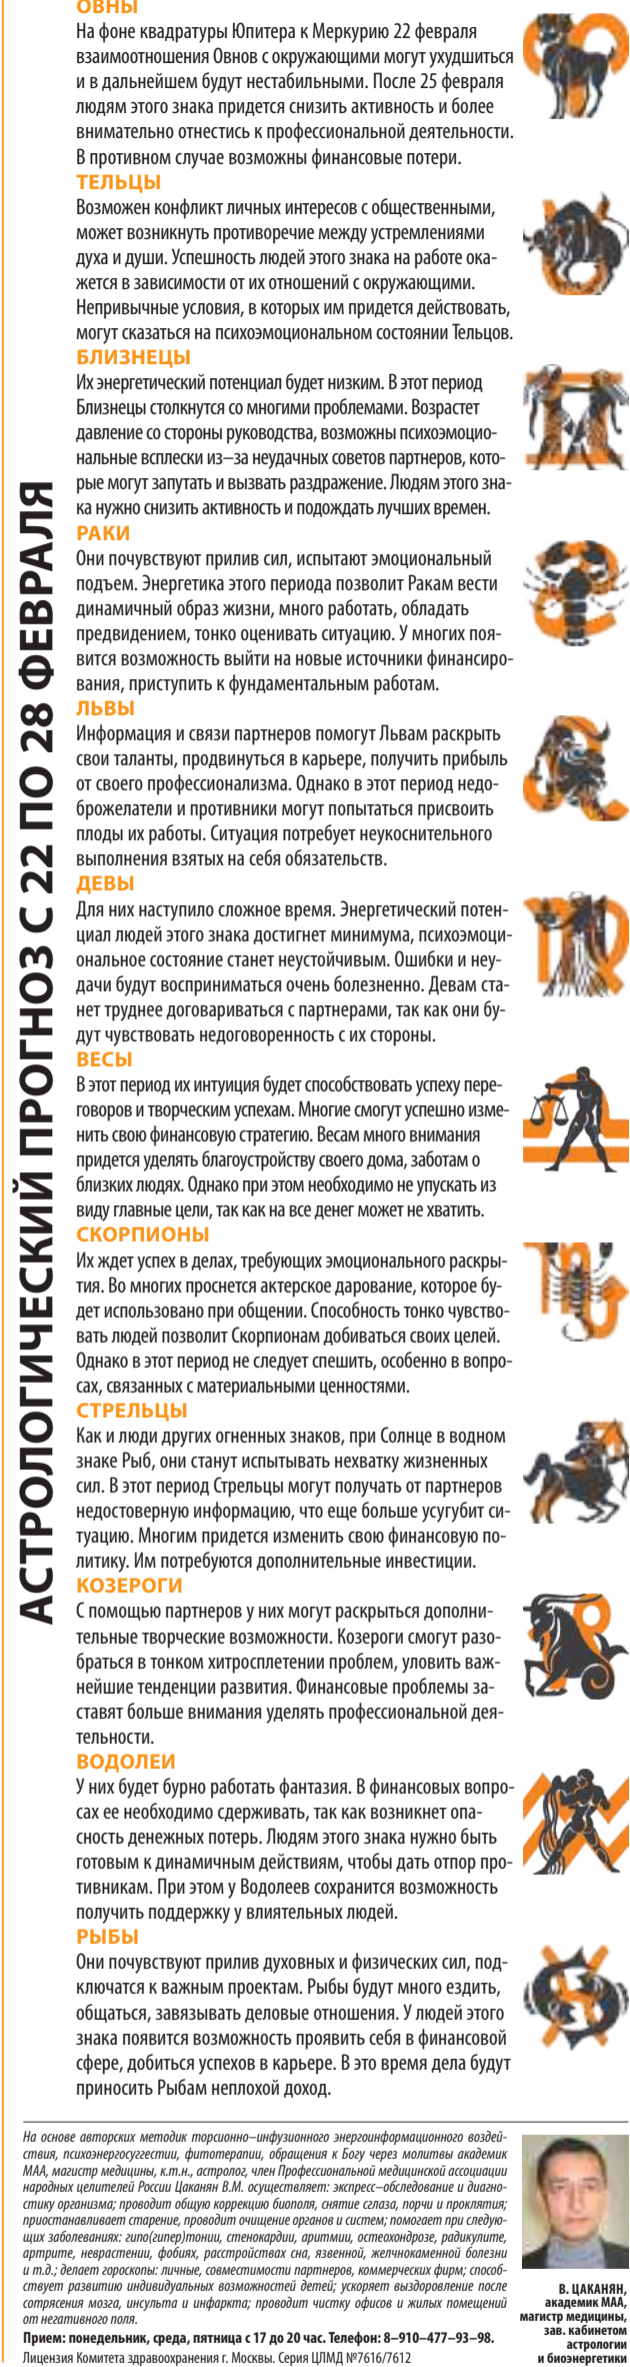 ОВНЫ
На фоне квадратуры Юпитера к Меркурию 22 февраля
взаимоотношения Овнов с окружающими могут ухудшиться
и в дальнейшем будут нестабильными. После 25 февраля
людям этого знака придется снизить активность и более
внимательно отнестись к профессиональной деятельности.
В противном случае возможны финансовые потери.
ТЕЛЬЦЫ
Возможен конфликт личных интересов с общественными,
может возникнуть противоречие между устремлениями
духа и души. Успешность людей этого знака на работе ока-
жется в зависимости от их отношений с окружающими.
Непривычные условия, в которых им придется действовать,
могут сказаться на психоэмоциональном состоянии Тельцов.
БЛИЗНЕЦЫ
Их энергетический потенциал будет низким. В этот период
Близнецы столкнутся со многими проблемами. Возрастет
давление со стороны руководства, возможны психоэмоцио-
нальные всплески из–за неудачных советов партнеров, кото-
рые могут запутать и вызвать раздражение. Людям этого зна-
ка нужно снизить активность и подождать лучших времен.
РАКИ
Они почувствуют прилив сил, испытают эмоциональный
подъем. Энергетика этого периода позволит Ракам вести
динамичный образ жизни, много работать, обладать
предвидением, тонко оценивать ситуацию. У многих поя-
вится возможность выйти на новые источники финансиро-
вания, приступить к фундаментальным работам.
ЛЬВЫ
Информация и связи партнеров помогут Львам раскрыть
свои таланты, продвинуться в карьере, получить прибыль
от своего профессионализма. Однако в этот период недо-
брожелатели и противники могут попытаться присвоить
плоды их работы. Ситуация потребует неукоснительного
выполнения взятых на себя обязательств.
ДЕВЫ
Для них наступило сложное время. Энергетический потен-
циал людей этого знака достигнет минимума, психоэмоци-
ональное состояние станет неустойчивым. Ошибки и неу-
дачи будут восприниматься очень болезненно. Девам ста-
нет труднее договариваться с партнерами, так как они бу-
дут чувствовать недоговоренность с их стороны.
ВЕСЫ
В этот период их интуиция будет способствовать успеху пере-
говоров и творческим успехам. Многие смогут успешно изме-
нить свою финансовую стратегию. Весам много внимания
придется уделять благоустройству своего дома, заботам о
близких людях. Однако при этом необходимо не упускать из
виду главные цели, так как на все денег может не хватить.
СКОРПИОНЫ
Их ждет успех в делах, требующих эмоционального раскры-
тия. Во многих проснется актерское дарование, которое бу-
дет использовано при общении. Способность тонко чувство-
вать людей позволит Скорпионам добиваться своих целей.
Однако в этот период не следует спешить, особенно в вопро-
сах, связанных с материальными ценностями.
СТРЕЛЬЦЫ
Как и люди других огненных знаков, при Солнце в водном
знаке Рыб, они станут испытывать нехватку жизненных
сил. В этот период Стрельцы могут получать от партнеров
недостоверную информацию, что еще больше усугубит си-
туацию. Многим придется изменить свою финансовую по-
литику. Им потребуются дополнительные инвестиции.
КОЗЕРОГИ
С помощью партнеров у них могут раскрыться дополни-
тельные творческие возможности. Козероги смогут разо-
браться в тонком хитросплетении проблем, уловить важ-
нейшие тенденции развития. Финансовые проблемы за-
ставят больше внимания уделять профессиональной дея-
тельности.
ВОДОЛЕИ
У них будет бурно работать фантазия. В финансовых вопро-
сах ее необходимо сдерживать, так как возникнет опа-
сность денежных потерь. Людям этого знака нужно быть
готовым к динамичным действиям, чтобы дать отпор про-
тивникам. При этом у Водолеев сохранится возможность
получить поддержку у влиятельных людей.
РЫБЫ
Они почувствуют прилив духовных и физических сил, под-
ключатся к важным проектам. Рыбы будут много ездить,
общаться, завязывать деловые отношения. У людей этого
знака появится возможность проявить себя в финансовой
сфере, добиться успехов в карьере. В это время дела будут
приносить Рыбам неплохой доход.
АСТРОЛОГИЧЕСКИЙ ПРОГНОЗ С 22 ПО 28 ФЕВРАЛЯ
На основе авторских методик торсионно–инфузионного энергоинформационного воздей-
ствия, психоэнергосуггестии, фитотерапии, обращения к Богу через молитвы академик
МАА, магистр медицины, к.т.н., астролог, член Профессиональной медицинской ассоциации
народных целителей России Цаканян В.М. осуществляет: экспресс–обследование и диагно-
стику организма; проводит общую коррекцию биополя, снятие сглаза, порчи и проклятия;
приостанавливает старение, проводит очищение органов и систем; помогает при следую-
щих заболеваниях: гипо(гипер)тонии, стенокардии, аритмии, остеохондрозе, радикулите,
артрите, неврастении, фобиях, расстройствах сна, язвенной, желчнокаменной болезни
и т.д.; делает гороскопы: личные, совместимости партнеров, коммерческих фирм; способ-
ствует развитию индивидуальных возможностей детей; ускоряет выздоровление после
сотрясения мозга, инсульта и инфаркта; проводит чистку офисов и жилых помещений
от негативного поля.
Прием: понедельник, среда, пятница с 17 до 20 час. Телефон: 8–910–477–93–98.
Лицензия Комитета здравоохранения г. Москвы. Серия ЦЛМД №7616/7612
В. ЦАКАНЯН,
академик МАА,
магистр медицины,
зав. кабинетом
астрологии
и биоэнергетики